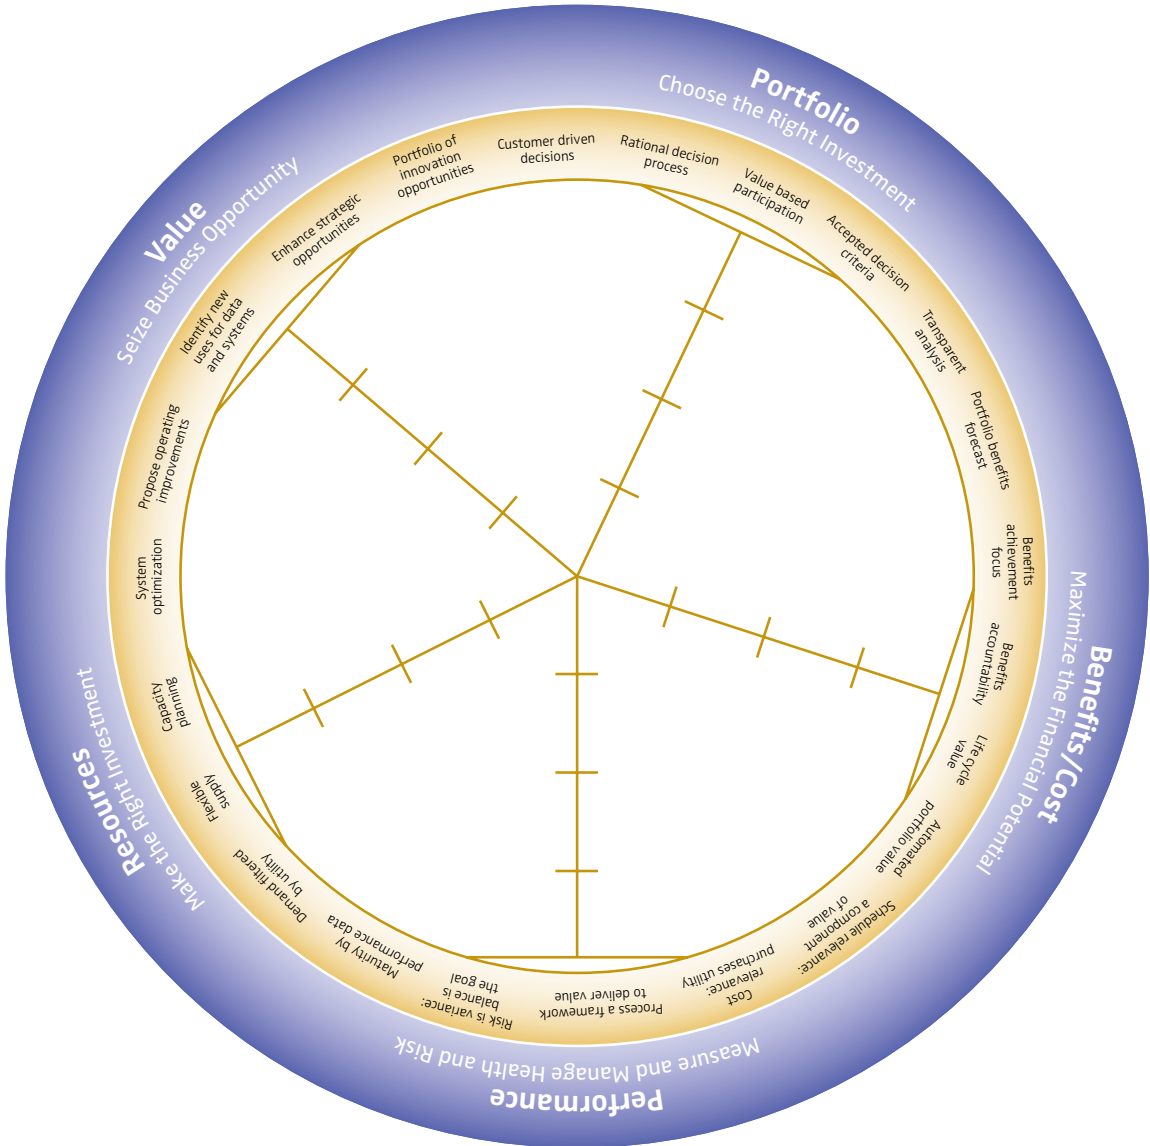 Portfolio
Choose the Right Investment
Benefits/Cost
Maximize the Financial Potential
Performance
Measure and Manage Health and Risk
Resources
Make the Right Investment
Value
Seize Business Opportunity
Customer driven
decisions
Rational decision
process
Value based
participation
Accepted decision
criteria
Transparent
analysis
Portfolio benefits
forecast
Benefits
achievement
focus
Benefits
accountability
Life cycle
value
Automated
portfolio value
Schedule relevance:
a component
of value
Cost
relevance:
purchases utility
Process a framework
to deliver value
Risk is variance:
balance is
the goal
Maturity by
performance data
Demand filtered
by utility
Flexible
supply
Capacity
planning
System
optimization
Propose operating
improvements
Identify new
uses for data
and systems
Enhance strategic
opportunities
Portfolio of
innovation
opportunities